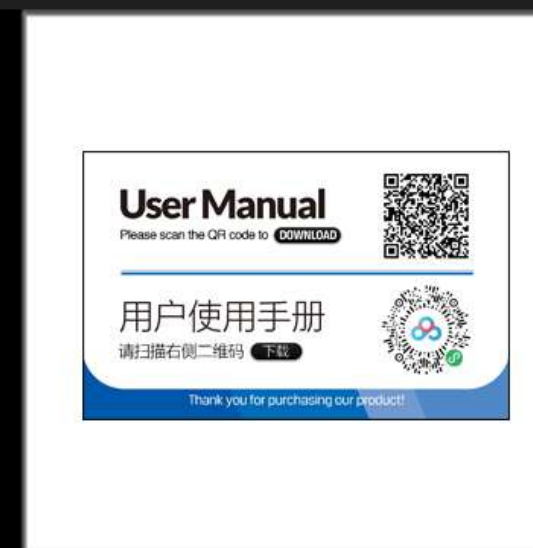 User Manual
Please scan the QR code to DOWNLOAD
用户使用手册
请扫描右侧二维码 下载
Thank you for purchasing our product!